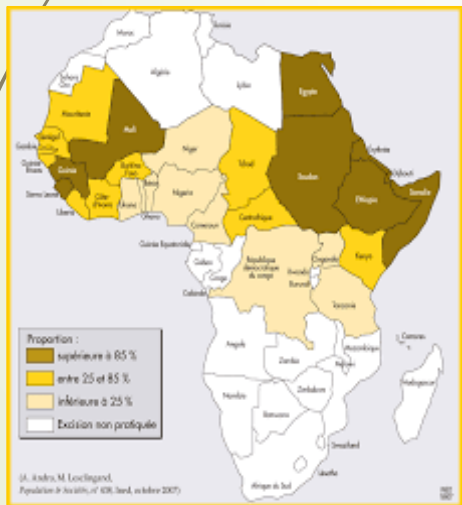 Tunisie
Maroc
Algérie
Libye
Egypte
Mauritanie
Mali
Niger
Tchad
Soudan
Erythrée
Sénégal
Gambie
Guinée
Burkina
Faso
Djibouti
Somalie
Ethiopie
Nigeria
Sierra Leone
Côte
d'Ivoire
Ghana
Liberia
Cameroun
Centrafrique
Guinée Equatoriale
Gabon
Congo
République
démocratique
du congo
Ouganda
Kenya
Rwanda
Burundi
Tanzanie
Cabinda
Angola
Zambie
Malawi
Mozambique
Comores
Madagascar
Zimbabwe
Namibie
Botswana
Swaziland
Lesotho
Afrique du Sud
Proportion :
supérieure à 85 %
entre 25 et 85 %
inférieure à 25 %
Excision non pratiquée
(A. Andro, M. Lesclingand,
Population & Sociétés, n° 438, Ined, octobre 2007)